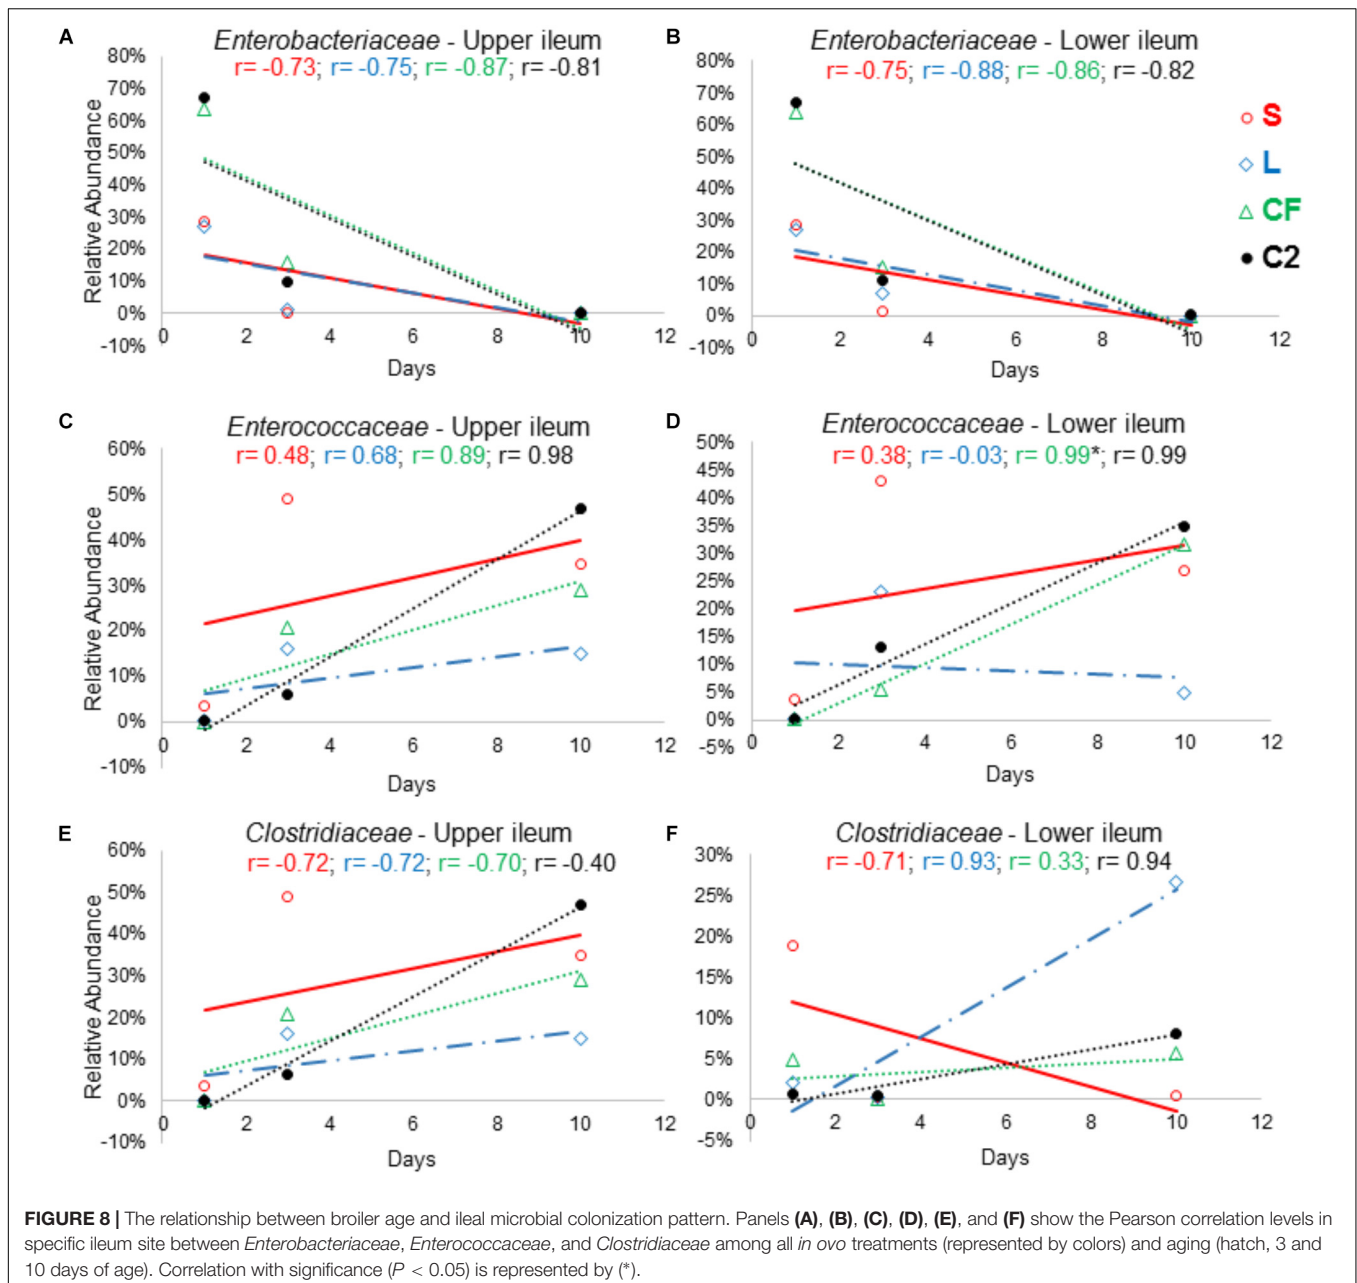 A
Enterobacteriaceae - Upper ileum
r= -0.73; r= -0.75; r= -0.87; r= -0.81
80%
70%
60%
50%
40%
30%
20%
10%
0%
-10%
Relative Abundance
0 2 4 6 8 10 12
Days
B
Enterobacteriaceae - Lower ileum
r= -0.75; r= -0.88; r= -0.86; r= -0.82
80%
70%
60%
50%
40%
30%
20%
10%
0%
-10%
0 2 4 6 8 10 12
Days
S
L
CF
C2
C
Enterococcaceae - Upper ileum
r= 0.48; r= 0.68; r= 0.89; r= 0.98
60%
50%
40%
30%
20%
10%
0%
-10%
Relative Abundance
0 2 4 6 8 10 12
Days
D
Enterococcaceae - Lower ileum
r= 0.38; r= -0.03; r= 0.99*; r= 0.99
50%
45%
40%
35%
30%
25%
20%
15%
10%
5%
0%
-5%
0 2 4 6 8 10 12
Days
E
Clostridiaceae - Upper ileum
r= -0.72; r= -0.72; r= -0.70; r= -0.40
60%
50%
40%
30%
20%
10%
0%
-10%
Relative Abundance
0 2 4 6 8 10 12
Days
F
Clostridiaceae - Lower ileum
r= -0.71; r= 0.93; r= 0.33; r= 0.94
30%
25%
20%
15%
10%
5%
0%
-5%
0 2 4 6 8 10 12
Days
FIGURE 8 | The relationship between broiler age and ileal microbial colonization pattern. Panels (A), (B), (C), (D), (E), and (F) show the Pearson correlation levels in
specific ileum site between Enterobacteriaceae, Enterococcaceae, and Clostridiaceae among all in ovo treatments (represented by colors) and aging (hatch, 3 and
10 days of age). Correlation with significance (P < 0.05) is represented by (*).